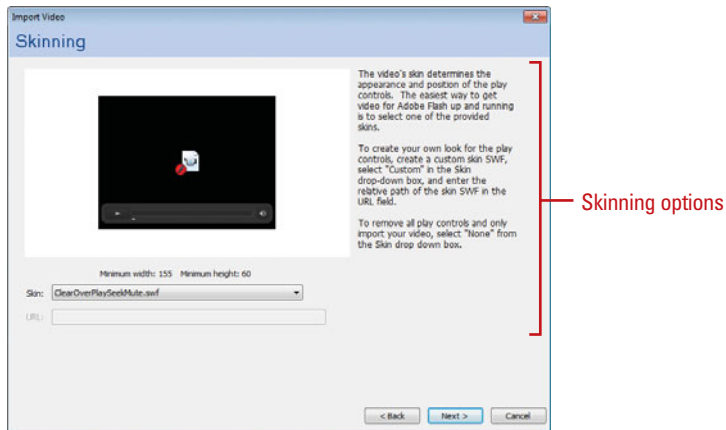 Import Video
Skinning
The video's skin determines the
appearance and position of the play
controls. The easiest way to get
video for Adobe Flash up and running
is to select one of the provided
skins.
To create your own look for the play
controls, create a custom skin SWF,
select "Custom" in the Skin
drop-down box, and enter the
relative path of the skin SWF in the
URL field.
To remove all play controls and only
import your video, select "None" from
the Skin drop down box.
Skinning options
Minimum width: 155 Minimum height: 60
Skin: ClearOverPlaySeekMute.swf
URL:
< Back Next > Cancel